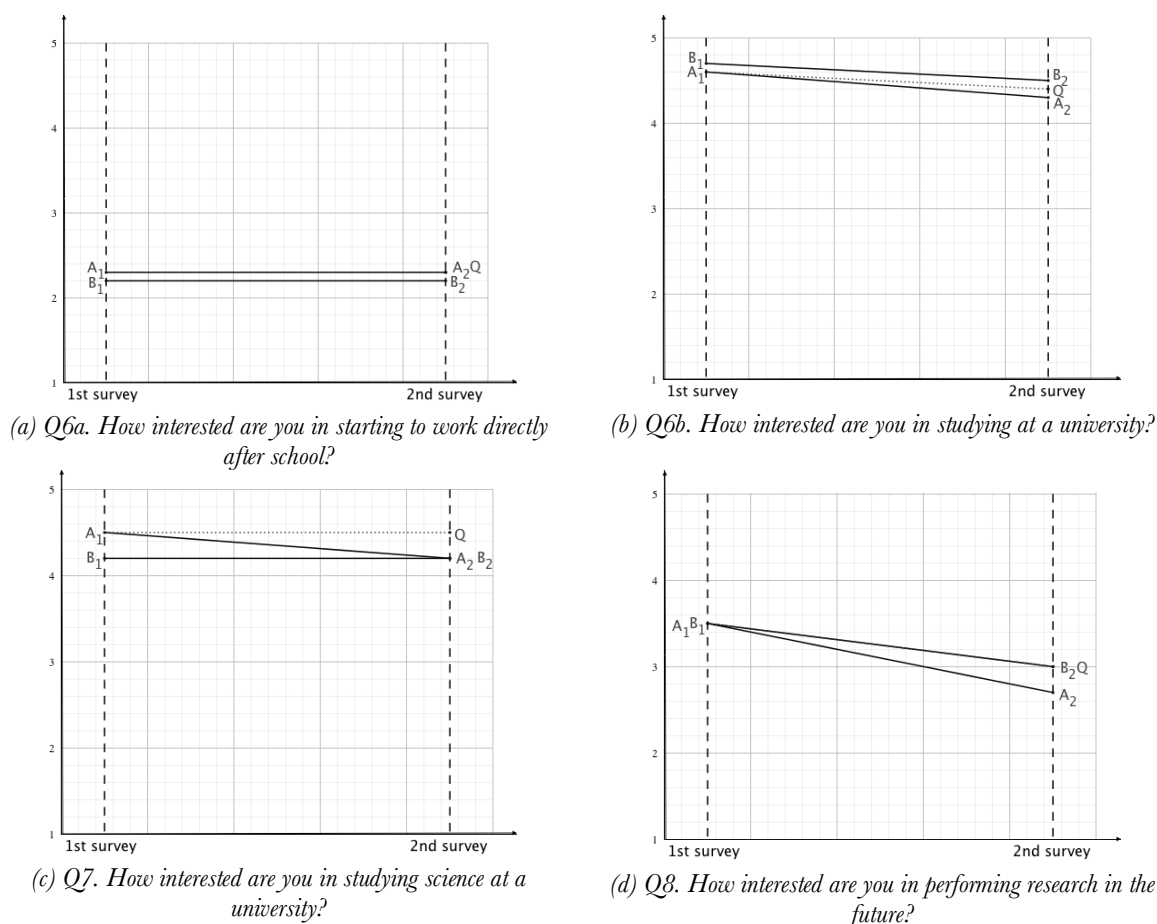 5
4
3
2
1
A1
B1
A2Q
B2
1st survey
2nd survey
(a) Q6a. How interested are you in starting to work directly
after school?
5
4
3
2
1
B1
A1
B2
Q
A2
1st survey
2nd survey
(b) Q6b. How interested are you in studying at a university?
5
4
3
2
1
A1
B1
Q
A2 B2
1st survey
2nd survey
(c) Q7. How interested are you in studying science at a
university?
5
4
3
2
1
A1B1
B2Q
A2
1st survey
2nd survey
(d) Q8. How interested are you in performing research in the
future?